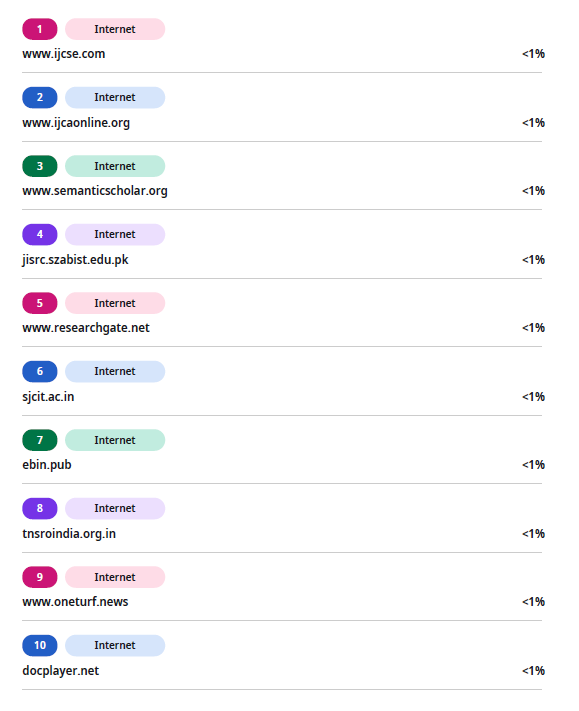 1 Internet
www.ijcse.com <1%
2 Internet
www.ijcaonline.org <1%
3 Internet
www.semanticscholar.org <1%
4 Internet
jisrc.szabist.edu.pk <1%
5 Internet
www.researchgate.net <1%
6 Internet
sjcit.ac.in <1%
7 Internet
ebin.pub <1%
8 Internet
tnsroindia.org.in <1%
9 Internet
www.oneturf.news <1%
10 Internet
docplayer.net <1%